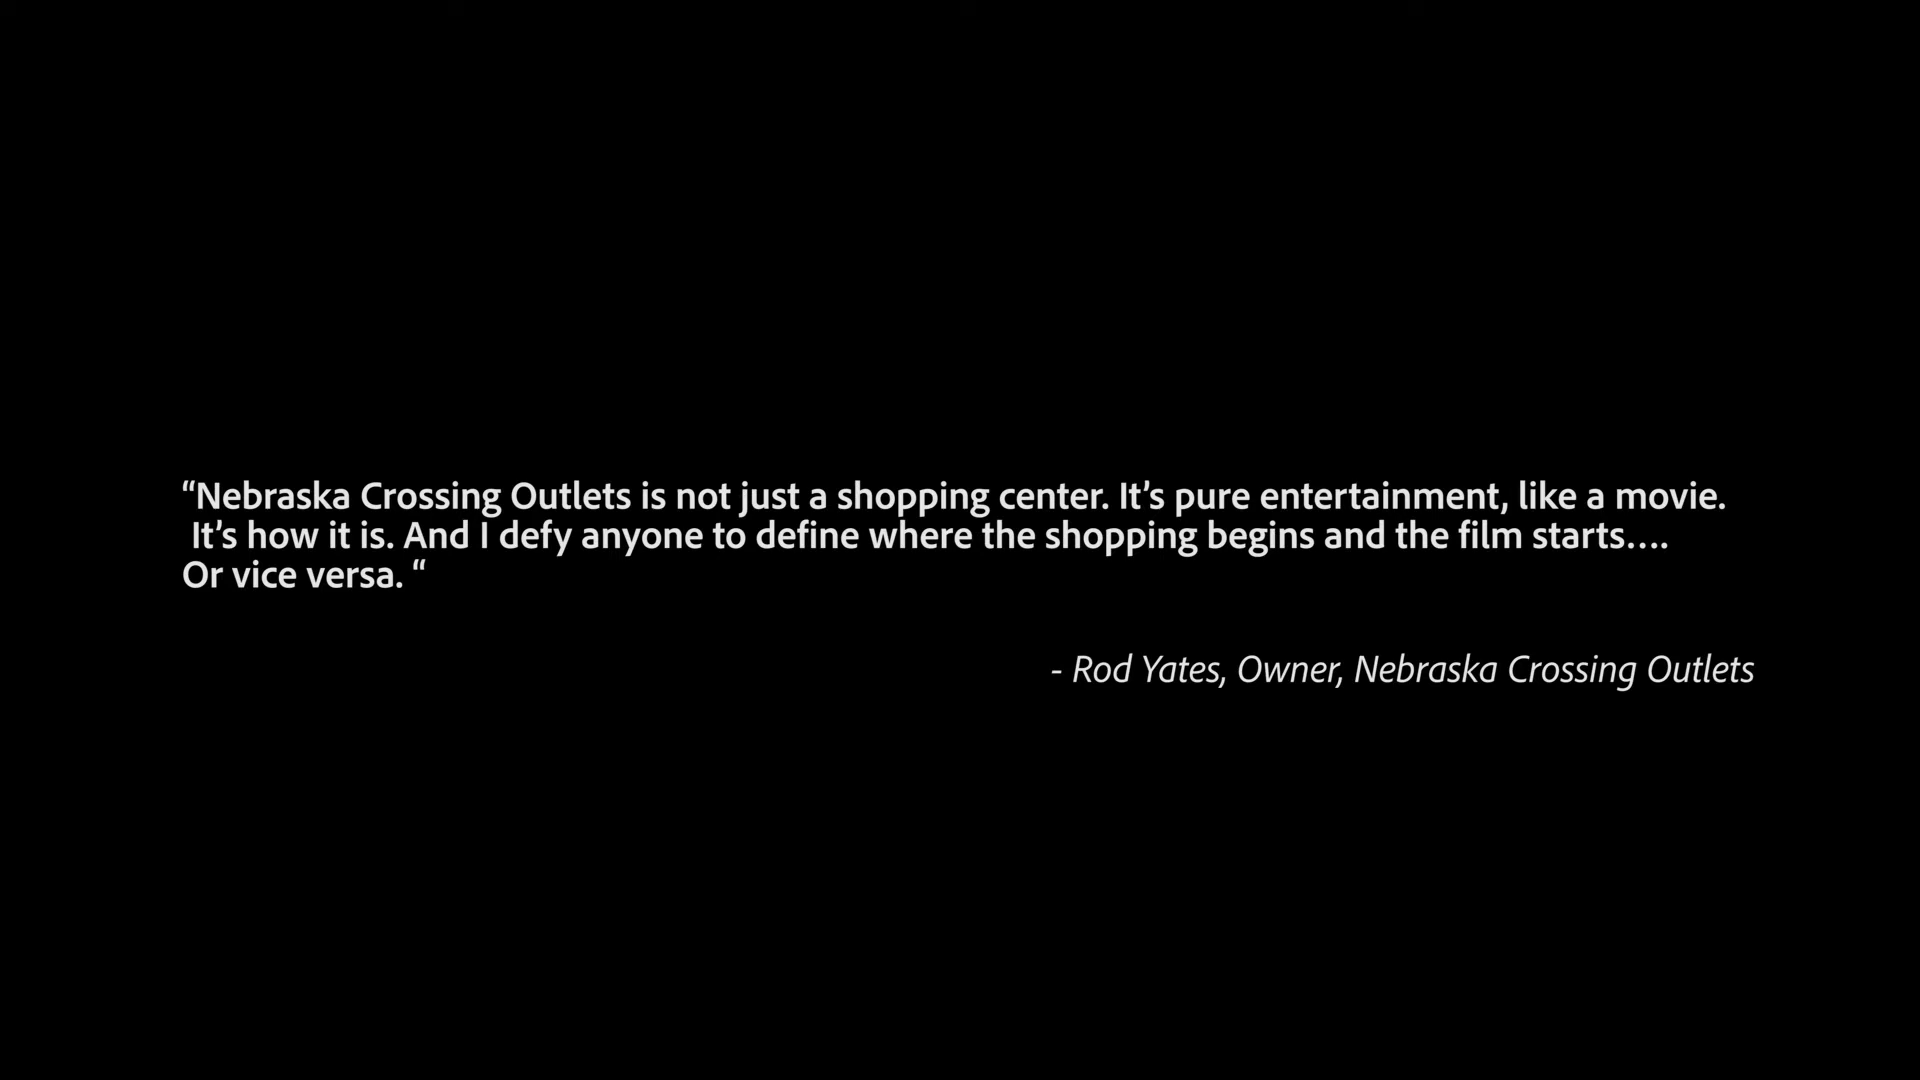 “Nebraska Crossing Outlets is not just a shopping center. It’s pure entertainment, like a movie.
It’s how it is. And I defy anyone to define where the shopping begins and the film starts….
Or vice versa. “
- Rod Yates, Owner, Nebraska Crossing Outlets